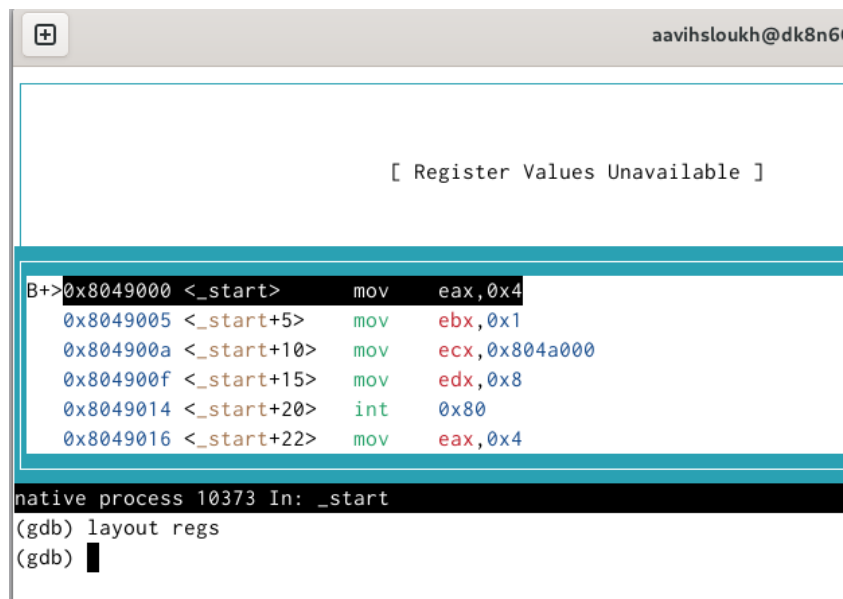 aavihsloukh@dk8n6
[ Register Values Unavailable ]
B+>0x8049000 <_start>      mov    eax,0x4
0x8049005 <_start+5>    mov    ebx,0x1
0x804900a <_start+10>   mov    ecx,0x804a000
0x804900f <_start+15>   mov    edx,0x8
0x8049014 <_start+20>   int    0x80
0x8049016 <_start+22>   mov    eax,0x4
native process 10373 In: _start
(gdb) layout regs
(gdb)